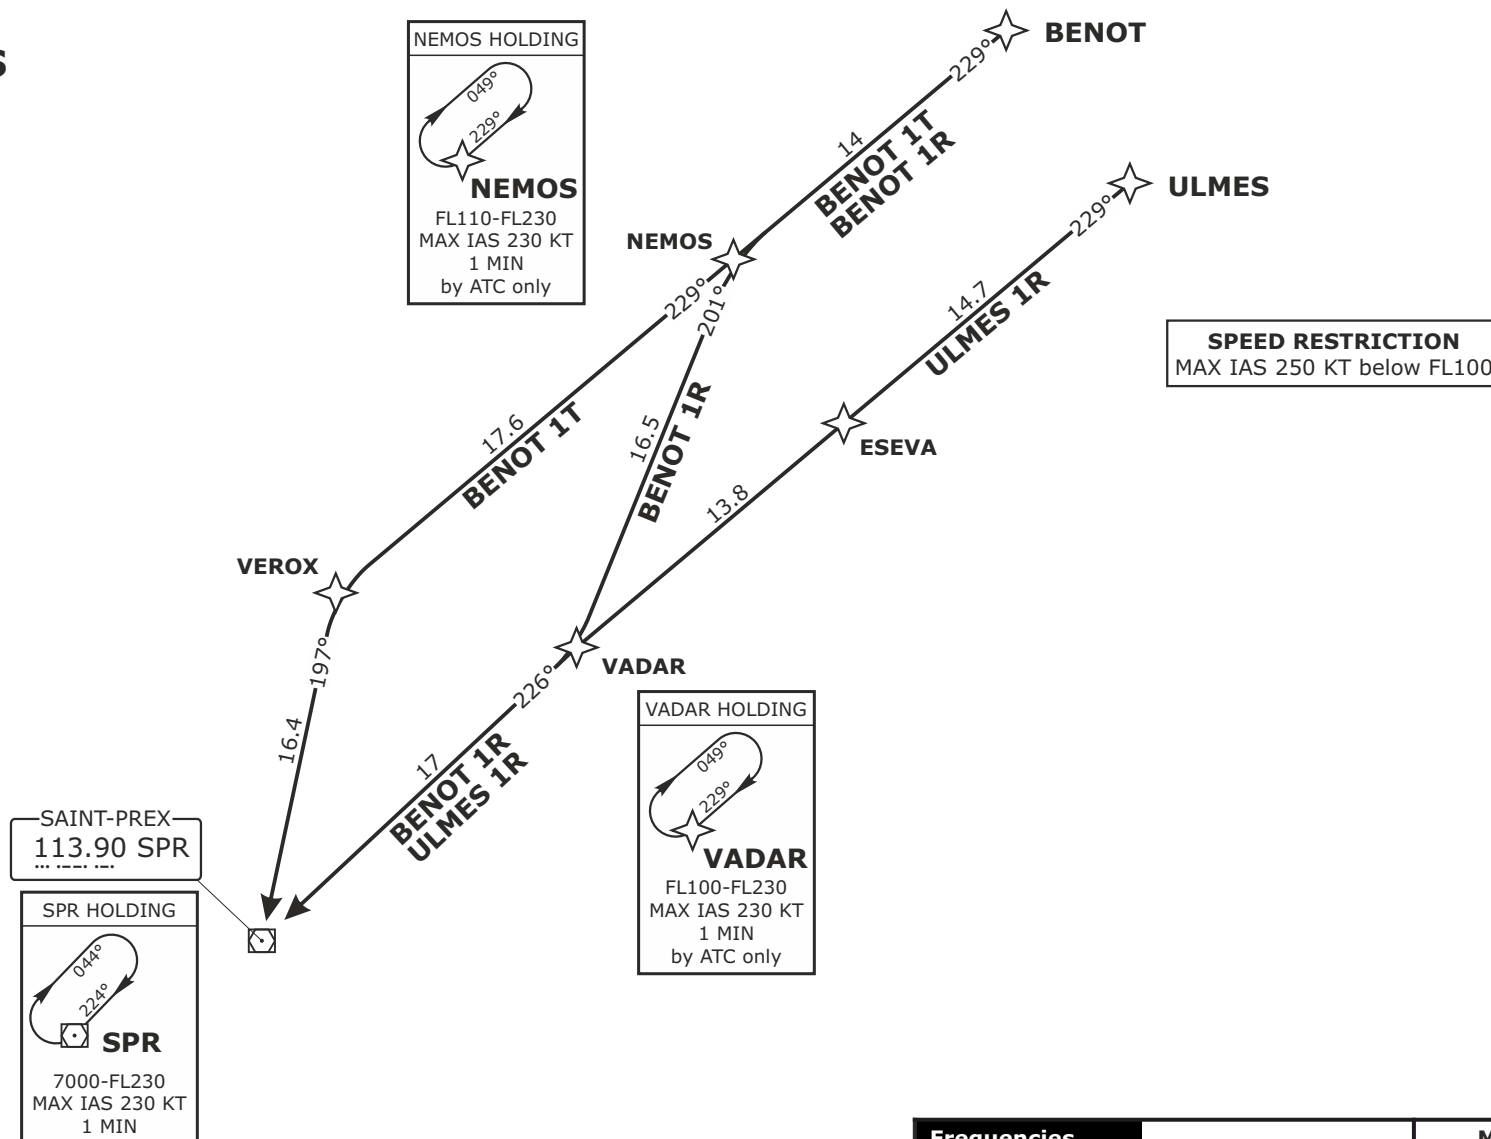 S
NEMOS HOLDING
049°
229°
NEMOS
FL110-FL230
MAX IAS 230 KT
1 MIN
by ATC only
BENOT
229°
14
BENOT 1T
BENOT 1R
ULMES
229°
14.7
ULMES 1R
NEMOS
229°
201°
SPEED RESTRICTION
MAX IAS 250 KT below FL100
17.6
BENOT 1T
16.5
BENOT 1R
ESEVA
13.8
VEROX
197°
16.4
VADAR
226°
17
BENOT 1R
ULMES 1R
VADAR HOLDING
049°
229°
VADAR
FL100-FL230
MAX IAS 230 KT
1 MIN
by ATC only
SAINT-PREX
113.90 SPR
SPR HOLDING
044°
224°
SPR
7000-FL230
MAX IAS 230 KT
1 MIN
Frequencies
M